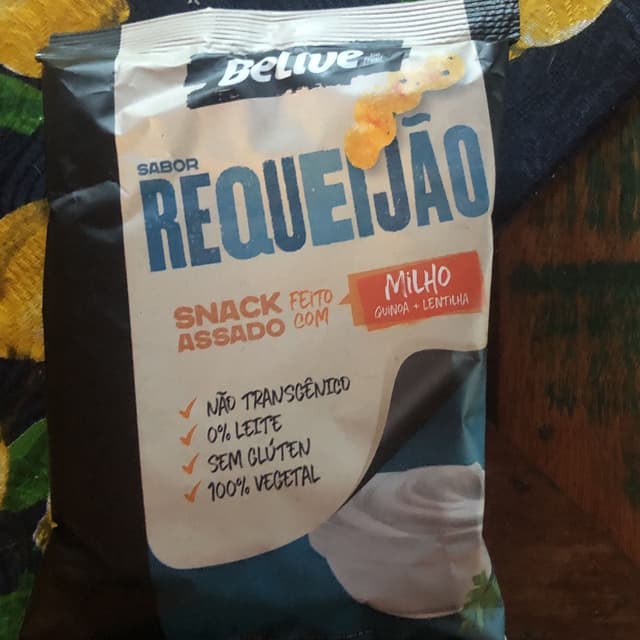 Belive
SABOR
REQUEIJÃO
SNACK
ASSADO
FEITO
COM
MILHO
QUINOA + LENTILHA
NÃO TRANSGÊNICO
0% LEITE
SEM GLÚTEN
100% VEGETAL